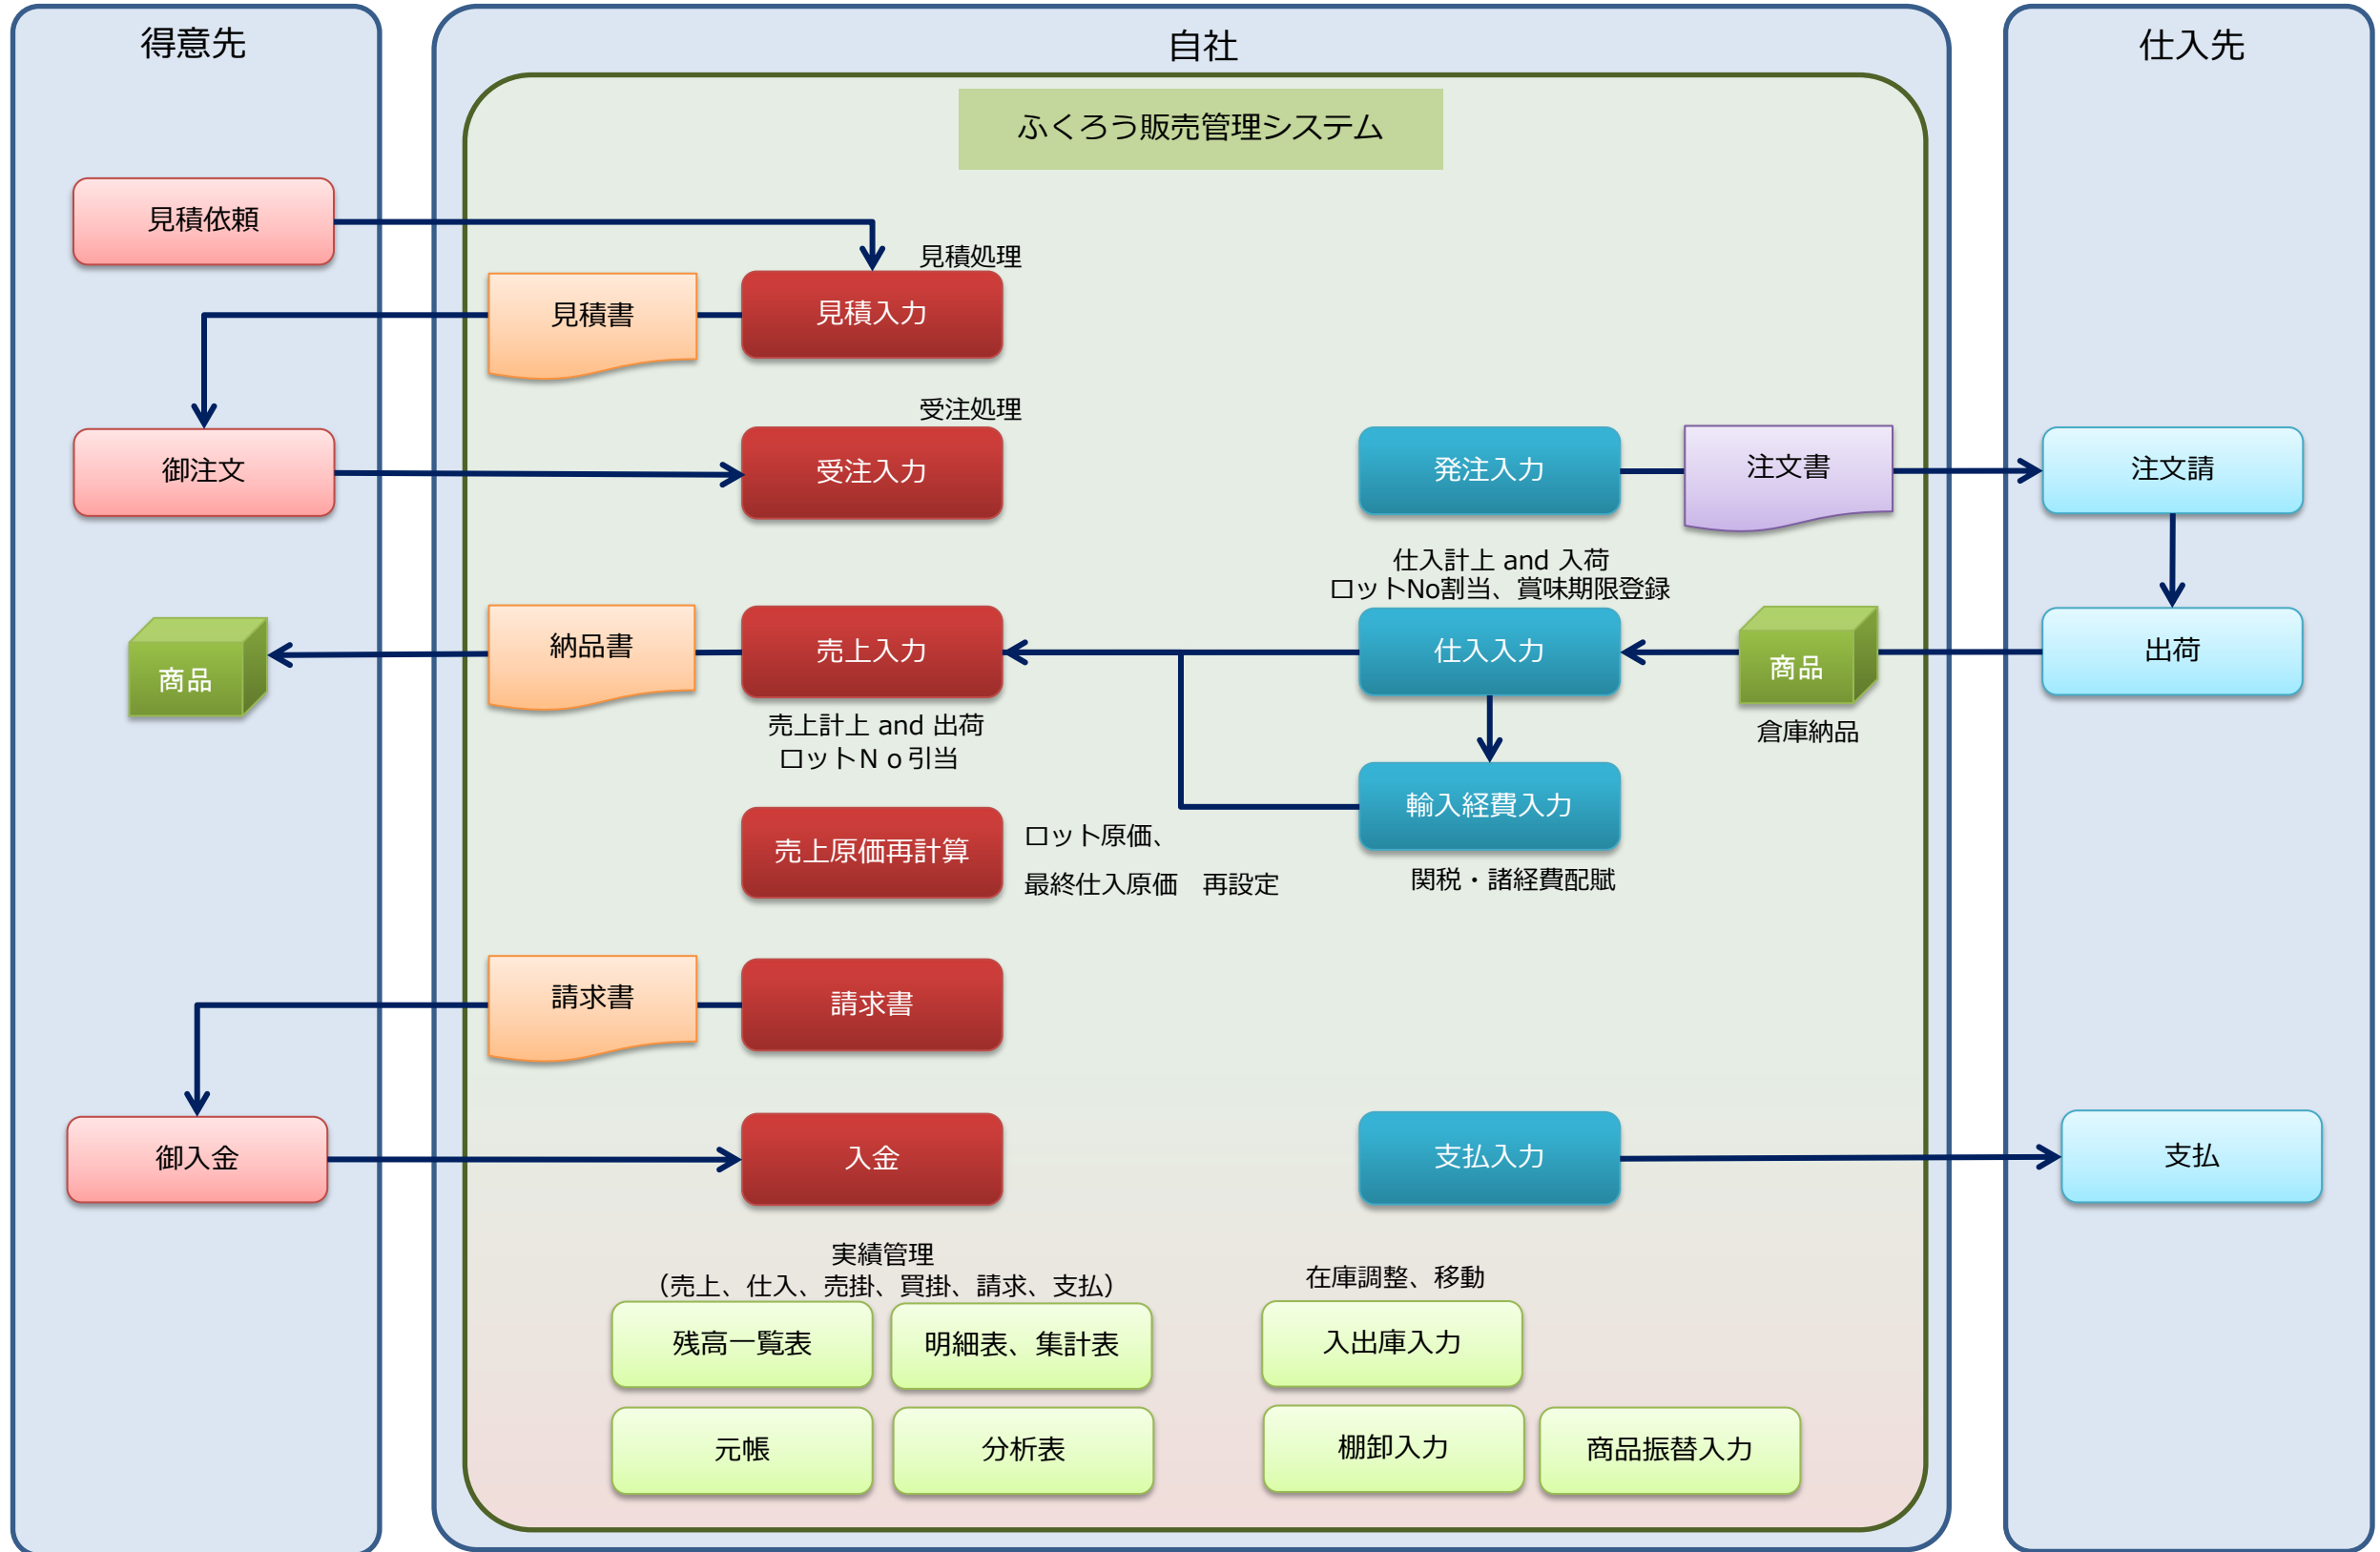 得意先
自社
仕入先
ふくろう販売管理システム
見積依頼
見積処理
見積書
見積入力
受注処理
御注文
受注入力
発注入力
注文書
注文請
仕入計上 and 入荷
ロットNo割当、賞味期限登録
商品
納品書
売上入力
仕入入力
商品
出荷
売上計上 and 出荷
ロットＮｏ引当
倉庫納品
輸入経費入力
売上原価再計算
ロット原価、
最終仕入原価　再設定
関税・諸経費配賦
請求書
請求書
御入金
入金
支払入力
支払
実績管理
（売上、仕入、売掛、買掛、請求、支払）
在庫調整、移動
残高一覧表
明細表、集計表
入出庫入力
元帳
分析表
棚卸入力
商品振替入力